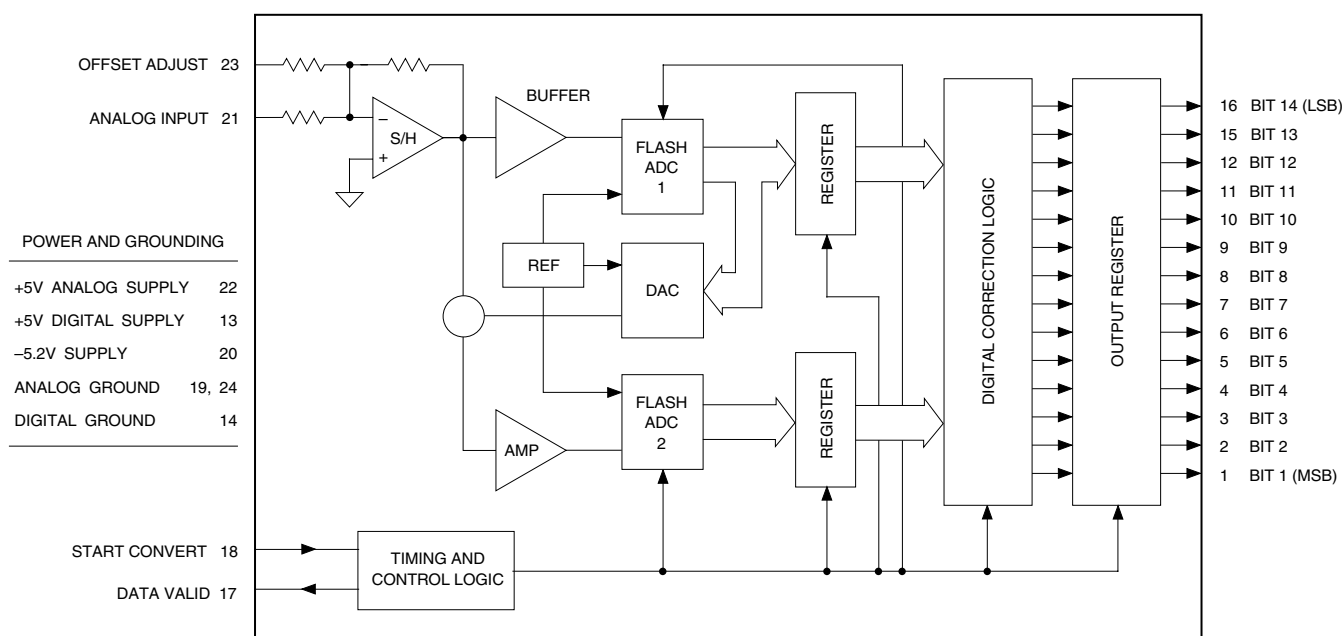 OFFSET ADJUST 23
ANALOG INPUT 21
POWER AND GROUNDING
+5V ANALOG SUPPLY 22
+5V DIGITAL SUPPLY 13
–5.2V SUPPLY 20
ANALOG GROUND 19, 24
DIGITAL GROUND 14
START CONVERT 18
DATA VALID 17
–
–
S/H
+
BUFFER
FLASH
ADC
1
REF
DAC
AMP
FLASH
ADC
2
TIMING AND
CONTROL LOGIC
REGISTER
REGISTER
DIGITAL CORRECTION LOGIC
OUTPUT REGISTER
16 BIT 14 (LSB)
15 BIT 13
12 BIT 12
11 BIT 11
10 BIT 10
9 BIT 9
8 BIT 8
7 BIT 7
6 BIT 6
5 BIT 5
4 BIT 4
3 BIT 3
2 BIT 2
1 BIT 1 (MSB)